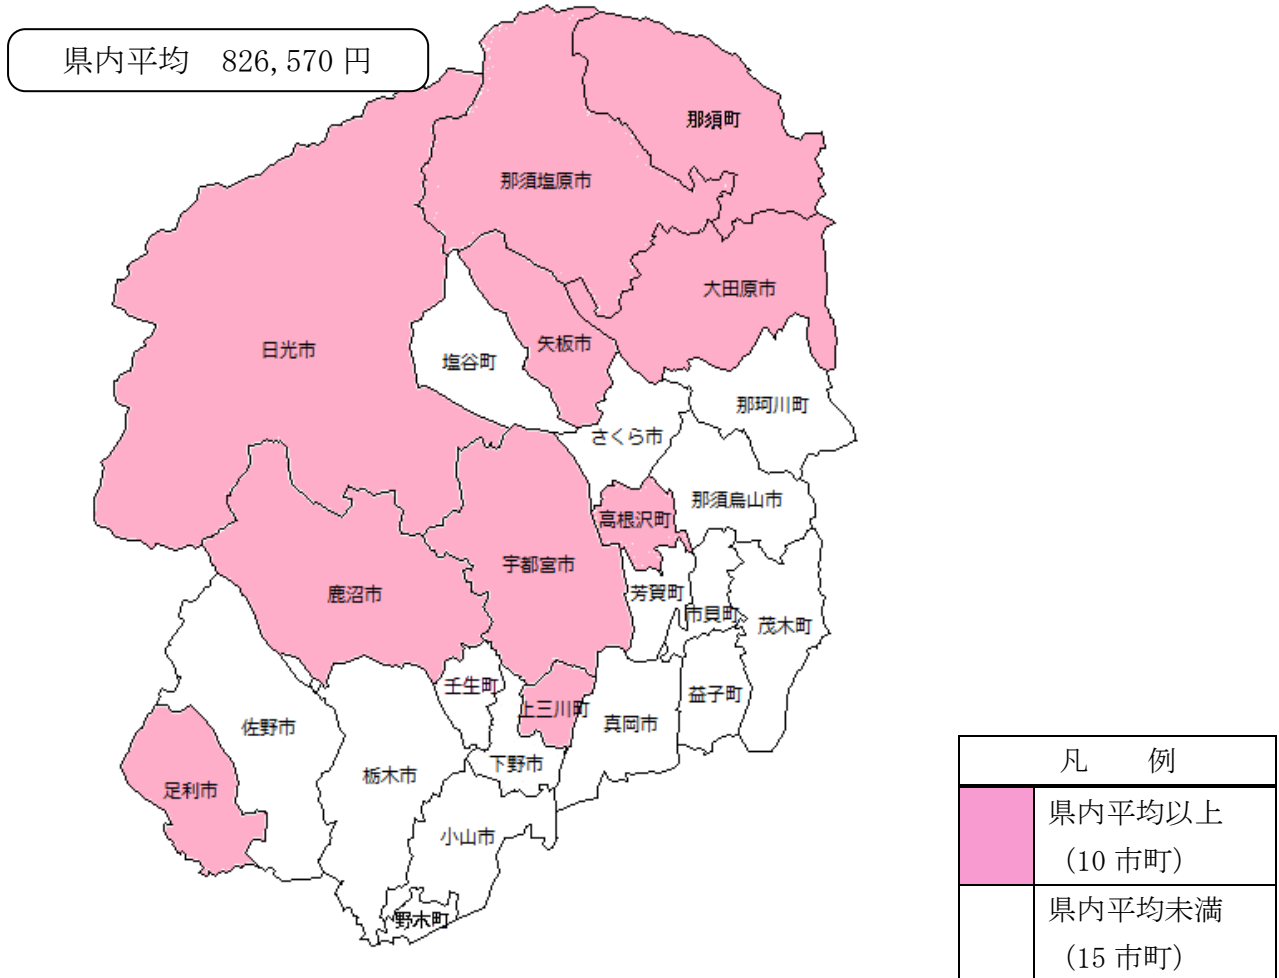 県内平均　826,570 円
那須町
那須塩原市
大田原市
矢板市
日光市
塩谷町
那珂川町
さくら市
那須烏山市
高根沢町
宇都宮市
芳賀町
鹿沼市
市貝町
茂木町
壬生町
益子町
上三川町
真岡市
佐野市
下野市
栃木市
足利市
小山市
野木町
凡　例
県内平均以上
（10 市町）
県内平均未満
（15 市町）